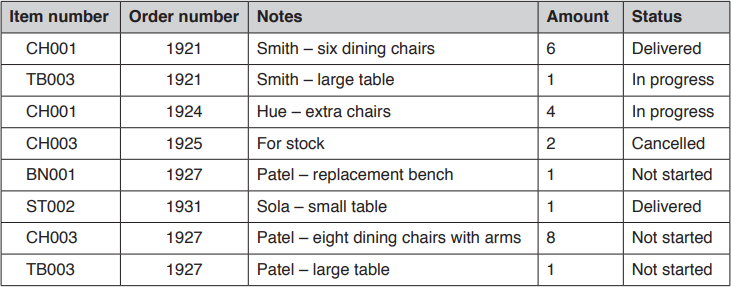 Item number Order number Notes Amount Status
CH001 1921 Smith – six dining chairs 6 Delivered
TB003 1921 Smith – large table 1 In progress
CH001 1924 Hue – extra chairs 4 In progress
CH003 1925 For stock 2 Cancelled
BN001 1927 Patel – replacement bench 1 Not started
ST002 1931 Sola – small table 1 Delivered
CH003 1927 Patel – eight dining chairs with arms 8 Not started
TB003 1927 Patel – large table 1 Not started